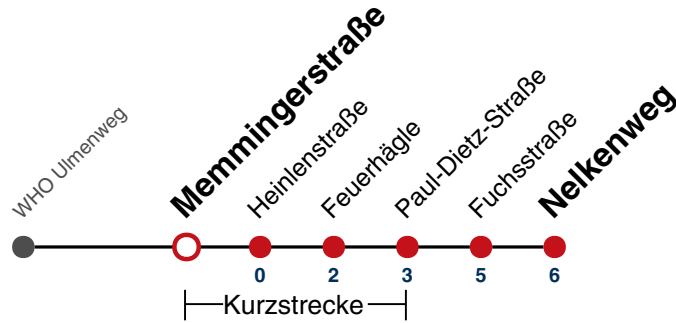 WHO Ulmenweg
Memmingerstraße
Heinlenstraße
Feuerhägle
Paul-Dietz-Straße
Fuchsstraße
Nelkenweg
0 2 3 5 6
Kurzstrecke